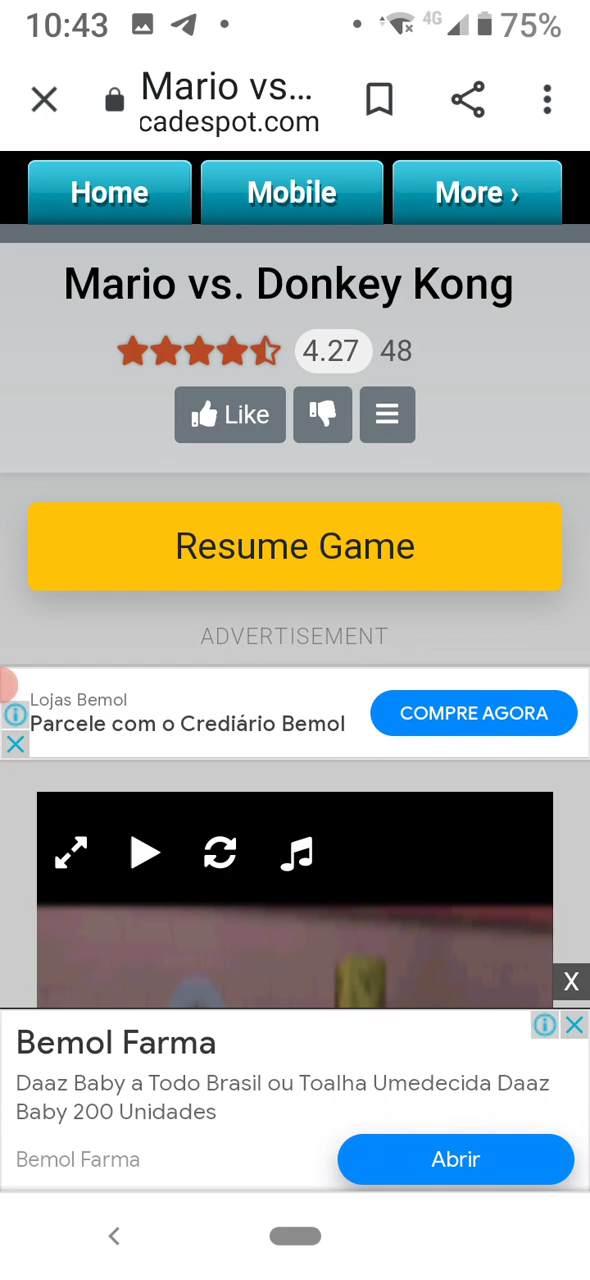 10:43 4G 75%
Mario vs...
cadespot.com
Home Mobile More ›
Mario vs. Donkey Kong
4.27 48
Like
Resume Game
ADVERTISEMENT
Lojas Bemol
Parcele com o Crediário Bemol
COMPRE AGORA
X
Bemol Farma
Daaz Baby a Todo Brasil ou Toalha Umedecida Daaz
Baby 200 Unidades
Bemol Farma
Abrir